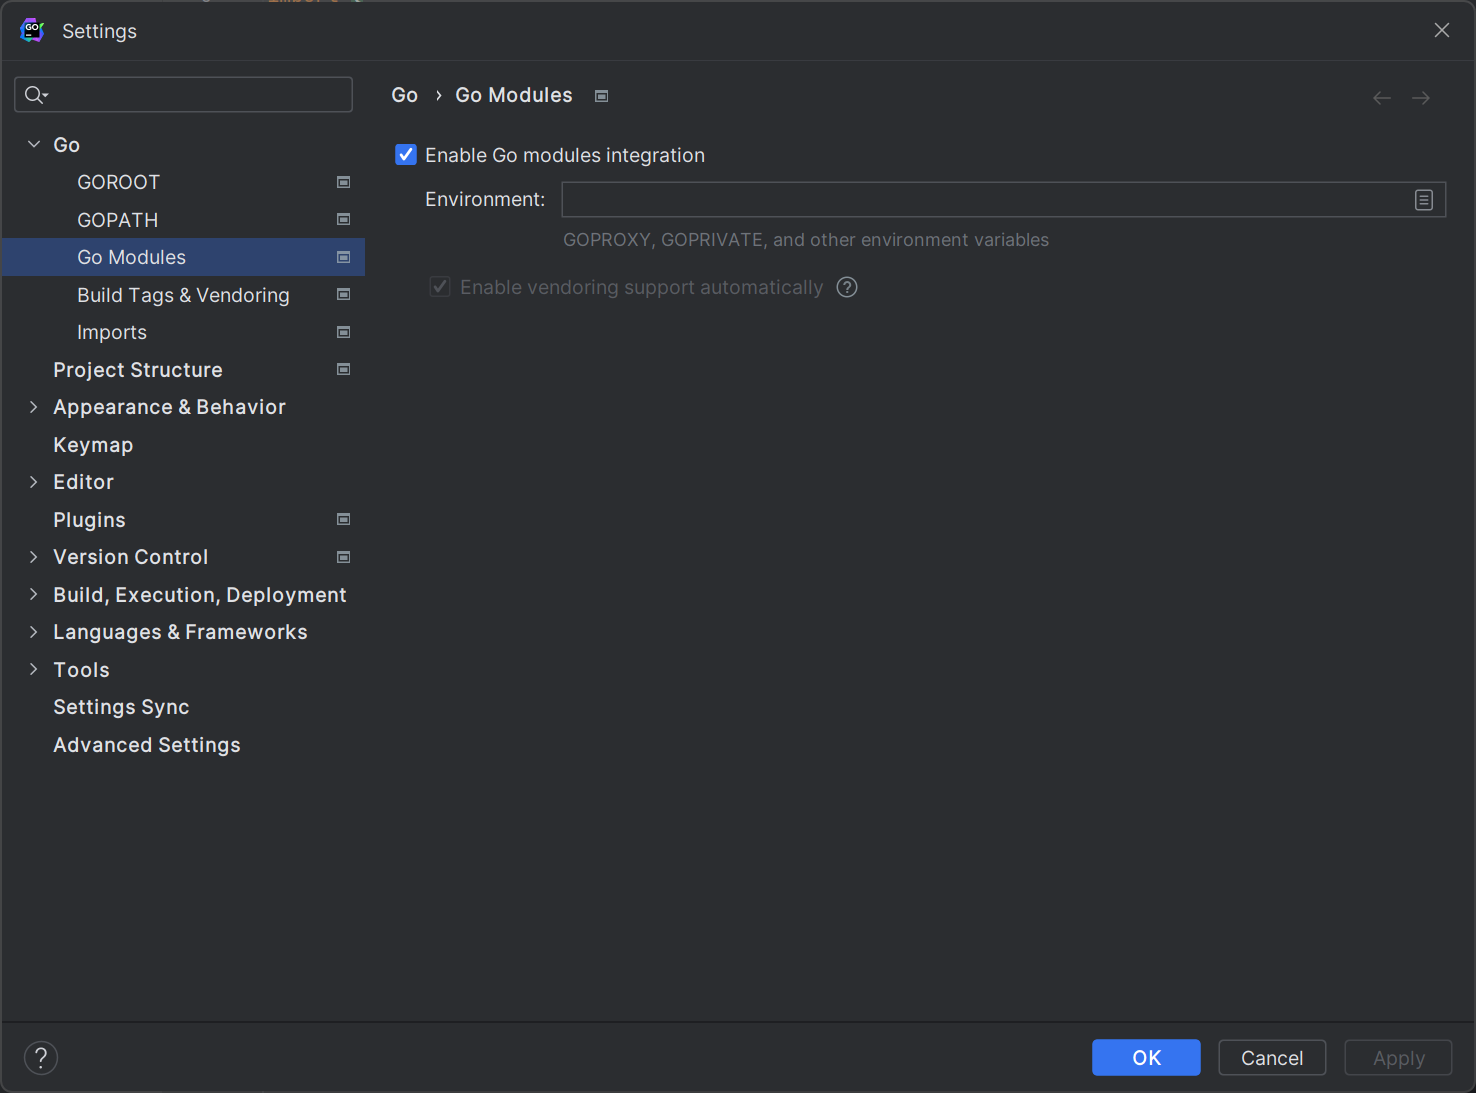 GO
Settings
Go
GOROOT
GOPATH
Go Modules
Build Tags & Vendoring
Imports
Project Structure
Appearance & Behavior
Keymap
Editor
Plugins
Version Control
Build, Execution, Deployment
Languages & Frameworks
Tools
Settings Sync
Advanced Settings
Go › Go Modules
Enable Go modules integration
Environment:
GOPROXY, GOPRIVATE, and other environment variables
Enable vendoring support automatically ?
?
OK
Cancel
Apply